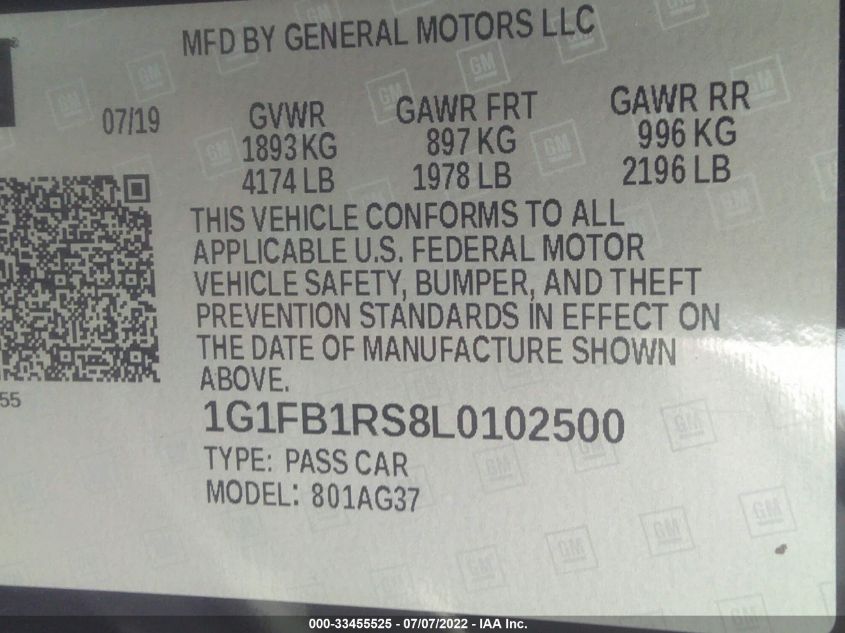 MFD BY GENERAL MOTORS LLC
07/19 GVWR GAWR FRT GAWR RR
1893 KG 897 KG 996 KG
4174 LB 1978 LB 2196 LB
THIS VEHICLE CONFORMS TO ALL
APPLICABLE U.S. FEDERAL MOTOR
VEHICLE SAFETY, BUMPER, AND THEFT
PREVENTION STANDARDS IN EFFECT ON
THE DATE OF MANUFACTURE SHOWN
ABOVE.
55
1G1FB1RS8L0102500
TYPE: PASS CAR
MODEL: 801AG37
GM
000-33455525 - 07/07/2022 - IAA Inc.